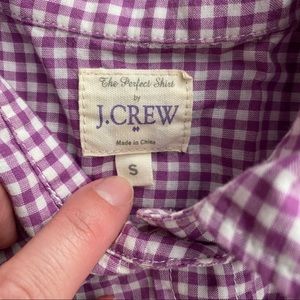 The Perfect Shirt
by
J.CREW
Made in China
S